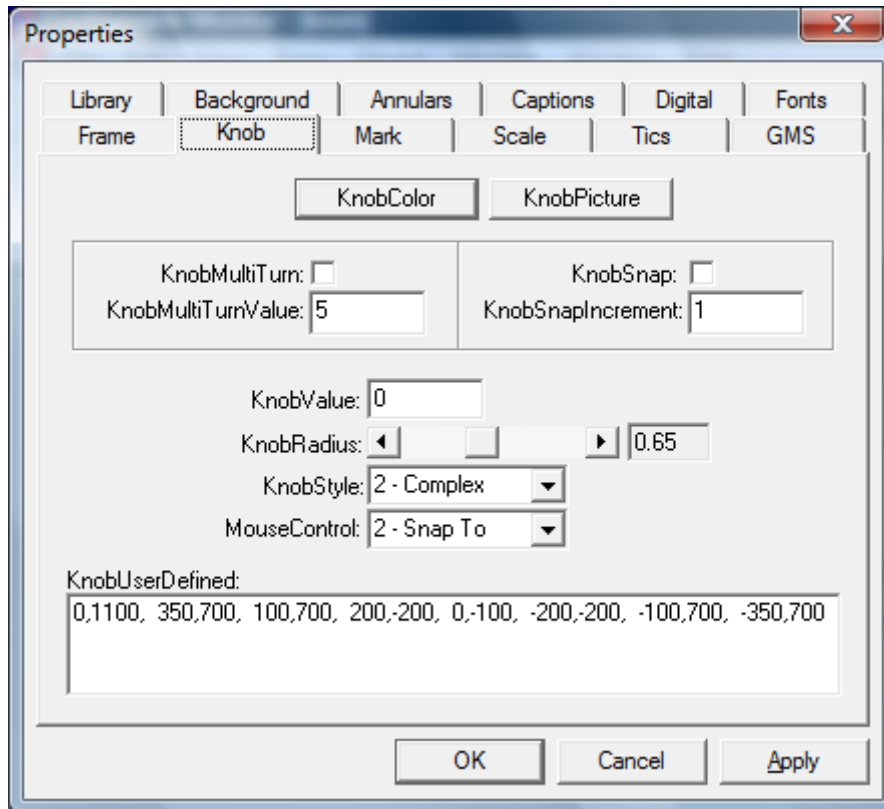 Properties
Library Background Annulars Captions Digital Fonts
Frame Knob Mark Scale Tics GMS
KnobColor KnobPicture
KnobMultiTurn: KnobSnap:
KnobMultiTurnValue: 5 KnobSnapIncrement: 1
KnobValue: 0
KnobRadius: 0.65
KnobStyle: 2 - Complex
MouseControl: 2 - Snap To
KnobUserDefined:
0,1100, 350,700, 100,700, 200,-200, 0,-100, -200,-200, -100,700, -350,700
OK Cancel Apply